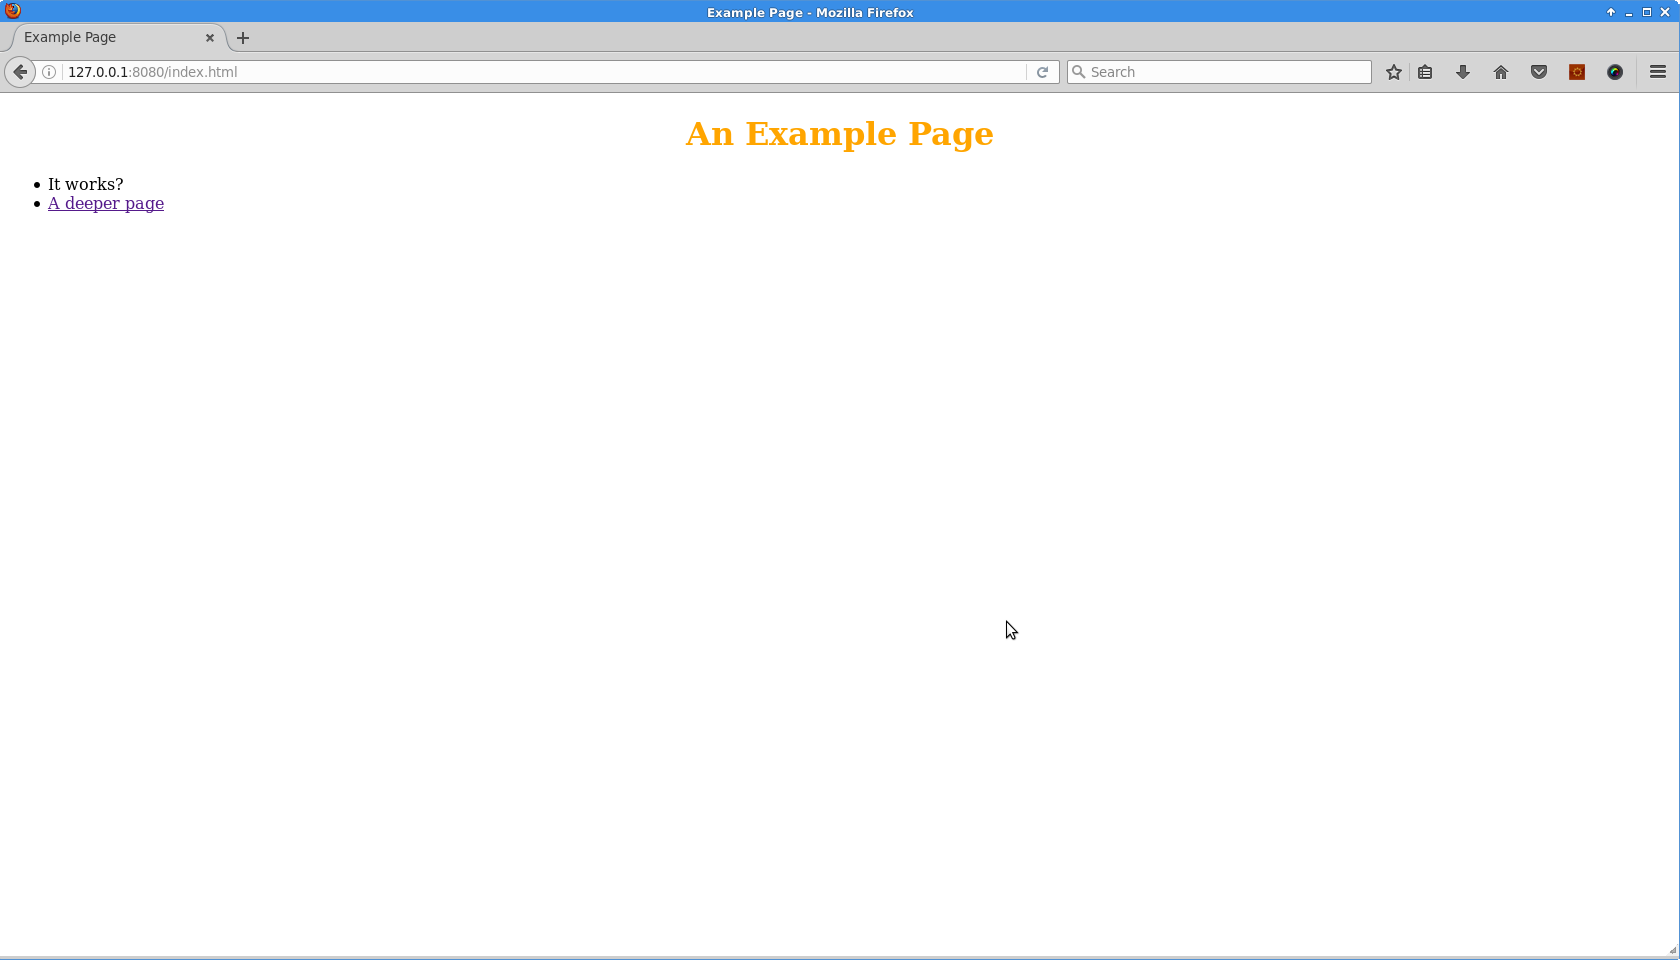 Example Page - Mozilla Firefox
Example Page
127.0.0.1:8080/index.html
Search
An Example Page
It works?
A deeper page